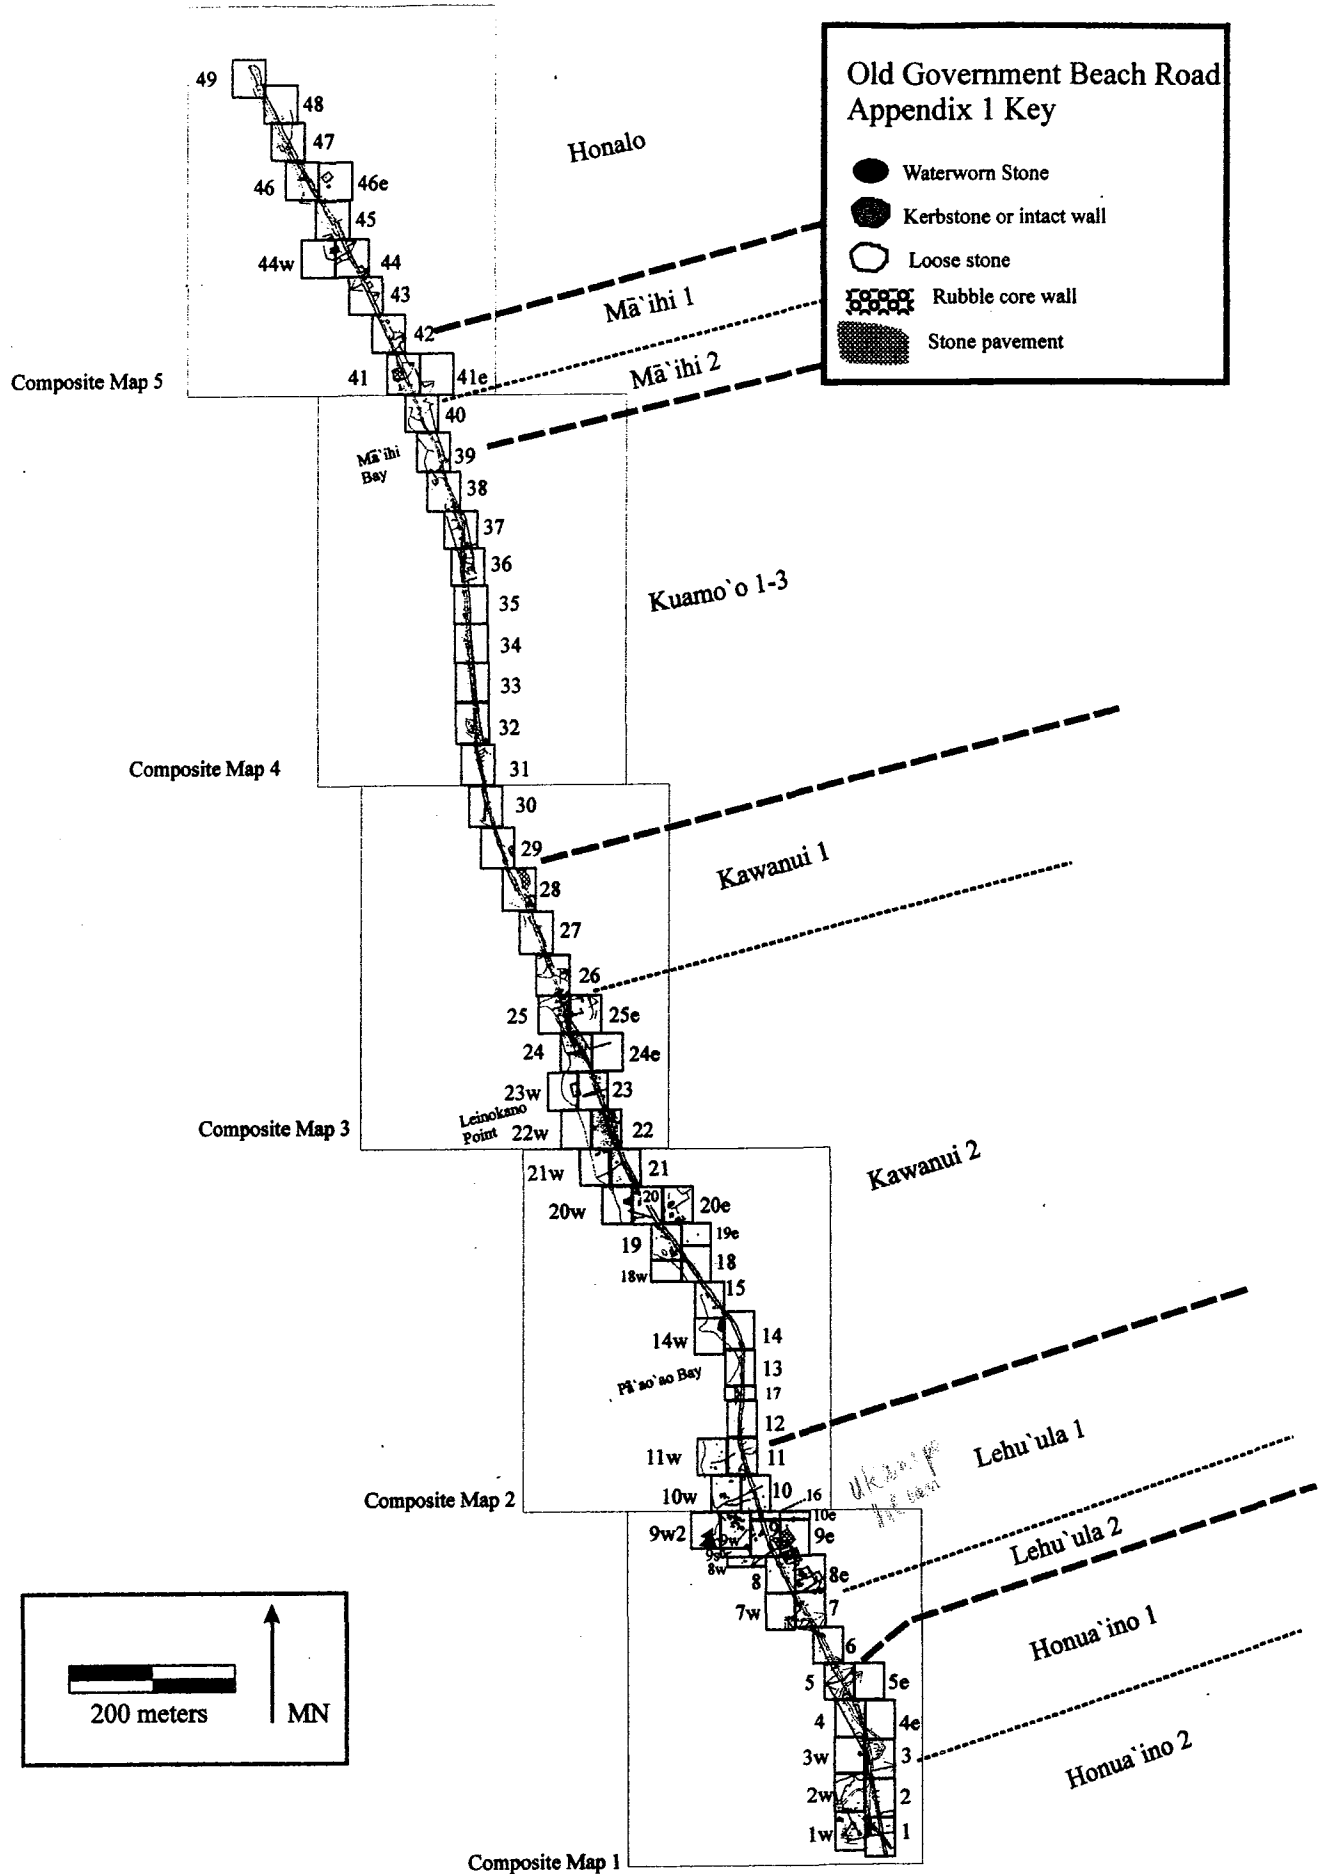 Old Government Beach Road
Appendix 1 Key
Waterworn Stone
Kerbstone or intact wall
Loose stone
Rubble core wall
Stone pavement
49
48
Honalo
47
46
46e
45
44w
44
43
Mā`ihi 1
42
Mā`ihi 2
Composite Map 5
41
41e
40
Mā`ihi
Bay
39
38
37
36
Kuamo`o 1-3
35
34
33
32
Composite Map 4
31
30
29
Kawanui 1
28
27
26
25
25e
24
24e
23w
23
Leinokano
Point
Composite Map 3
22w
22
21w
21
Kawanui 2
20w
20
20e
19
19e
18w
18
15
14w
14
Pā`ao`ao Bay
13
17
12
11w
11
Lehu`ula 1
Composite Map 2
10w
10
16
10e
9w2
9w
9
9e
Lehu`ula 2
8w
8
8e
7w
7
6
Honua`ino 1
5
5e
4
4e
3w
3
Honua`ino 2
2w
2
1w
1
Composite Map 1
200 meters
MN